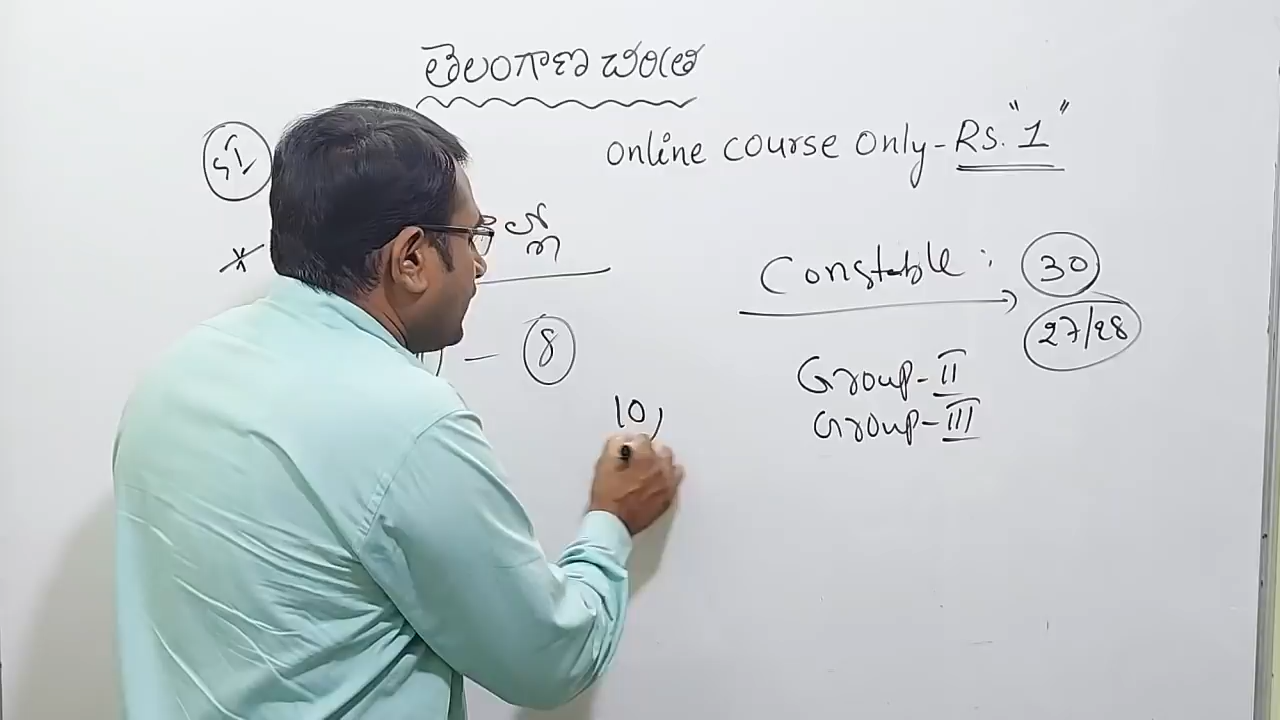 తెలంగాణ చరిత్ర
online course only - Rs. "1"
Constable : 30
27/28
- 8
Group - II
10,
Group - III